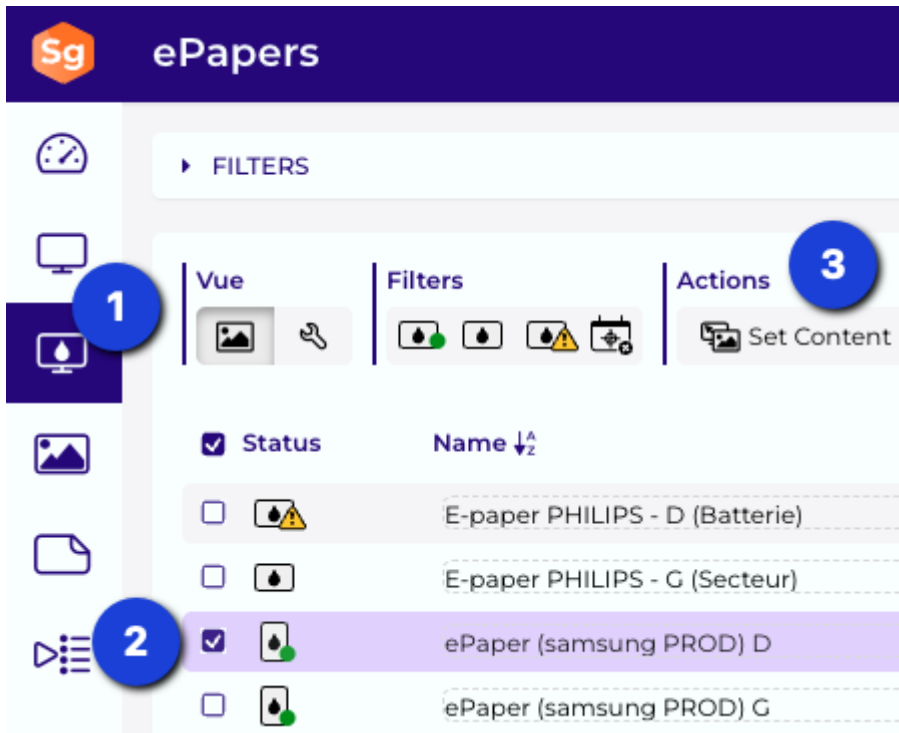 Sg ePapers
FILTERS
1
Vue Filters Actions 3
Set Content
Status Name A Z
E-paper PHILIPS - D (Batterie)
E-paper PHILIPS - G (Secteur)
2
ePaper (samsung PROD) D
ePaper (samsung PROD) G